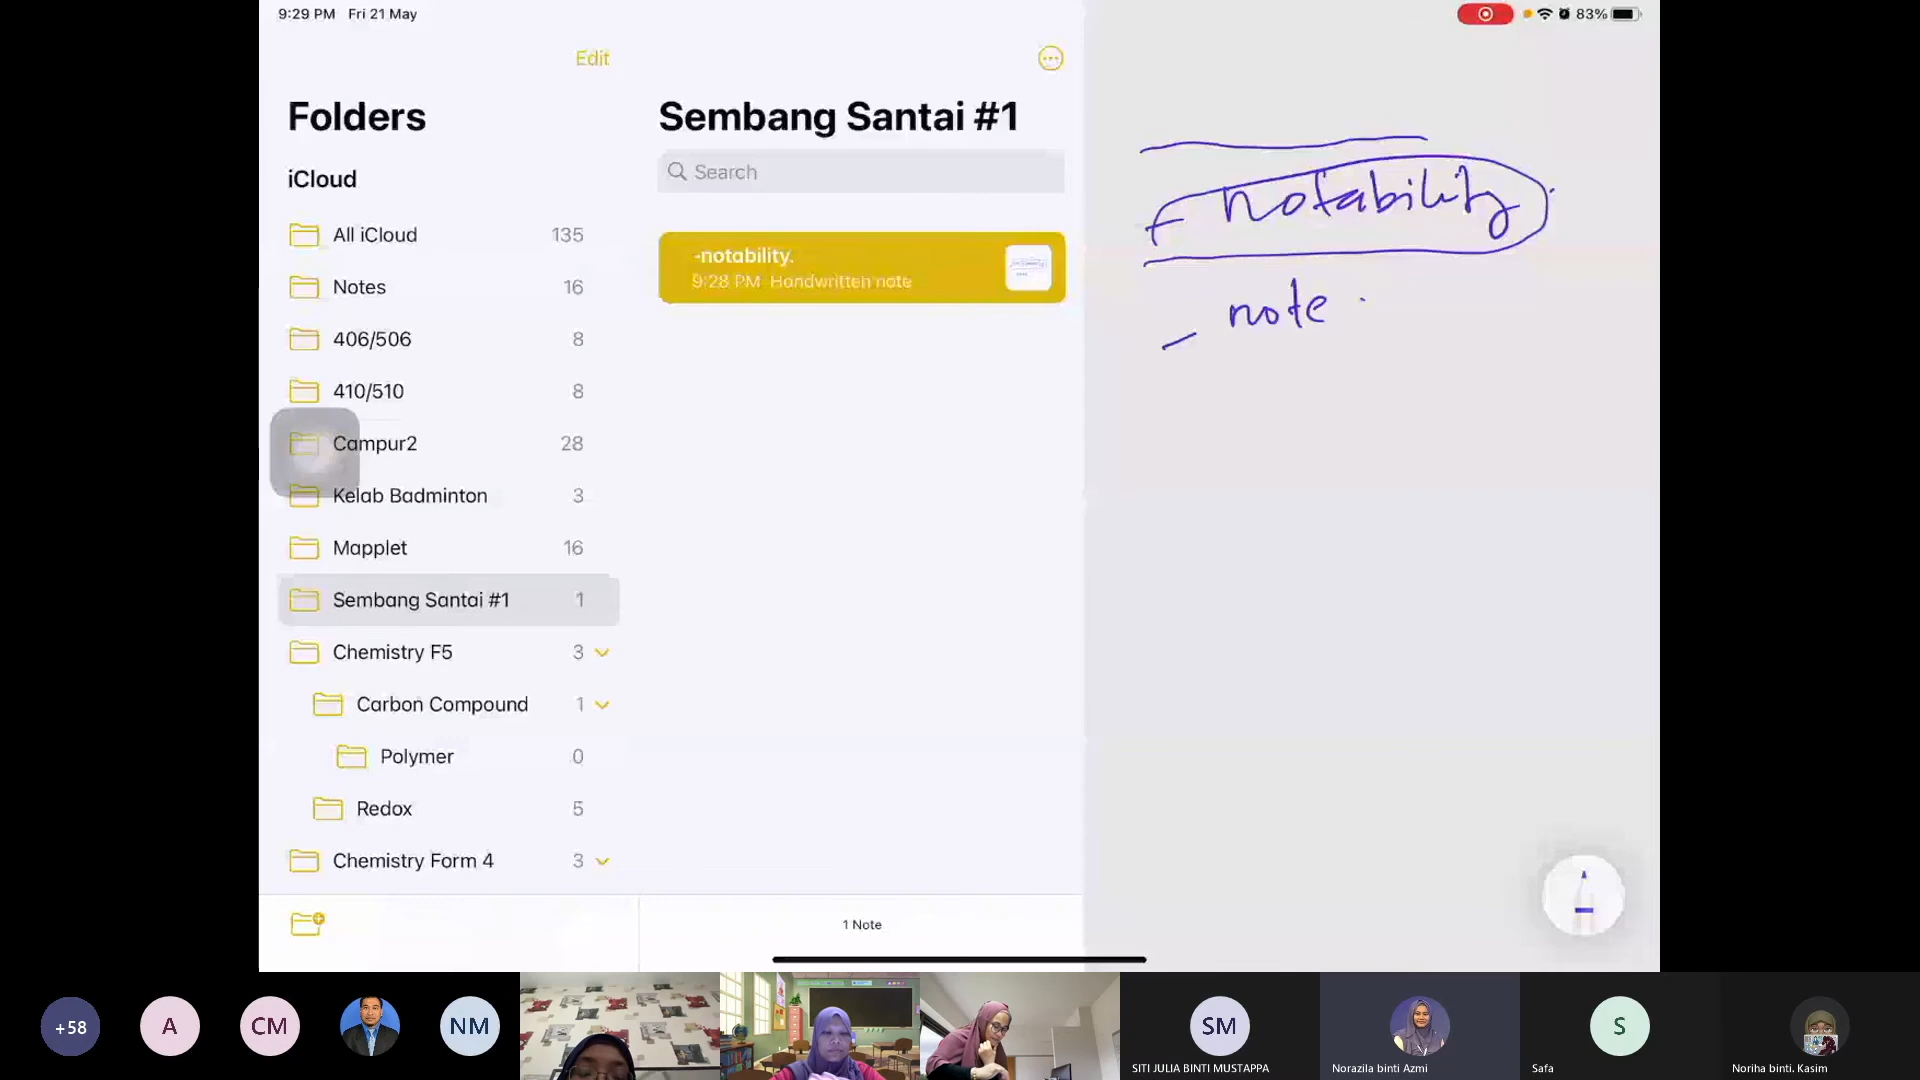 9:29 PM Fri 21 May
83%
Edit
Folders
iCloud
All iCloud 135
Notes 16
406/506 8
410/510 8
Campur2 28
Kelab Badminton 3
Mapplet 16
Sembang Santai #1 1
Chemistry F5 3
Carbon Compound 1
Polymer 0
Redox 5
Chemistry Form 4 3
Sembang Santai #1
Search
-notability.
9:28 PM Handwritten note
1 Note
- notability.
- note
+58
A
CM
NM
SM
SITI JULIA BINTI MUSTAPPA
Norazila binti Azmi
S
Safa
Noriha binti. Kasim